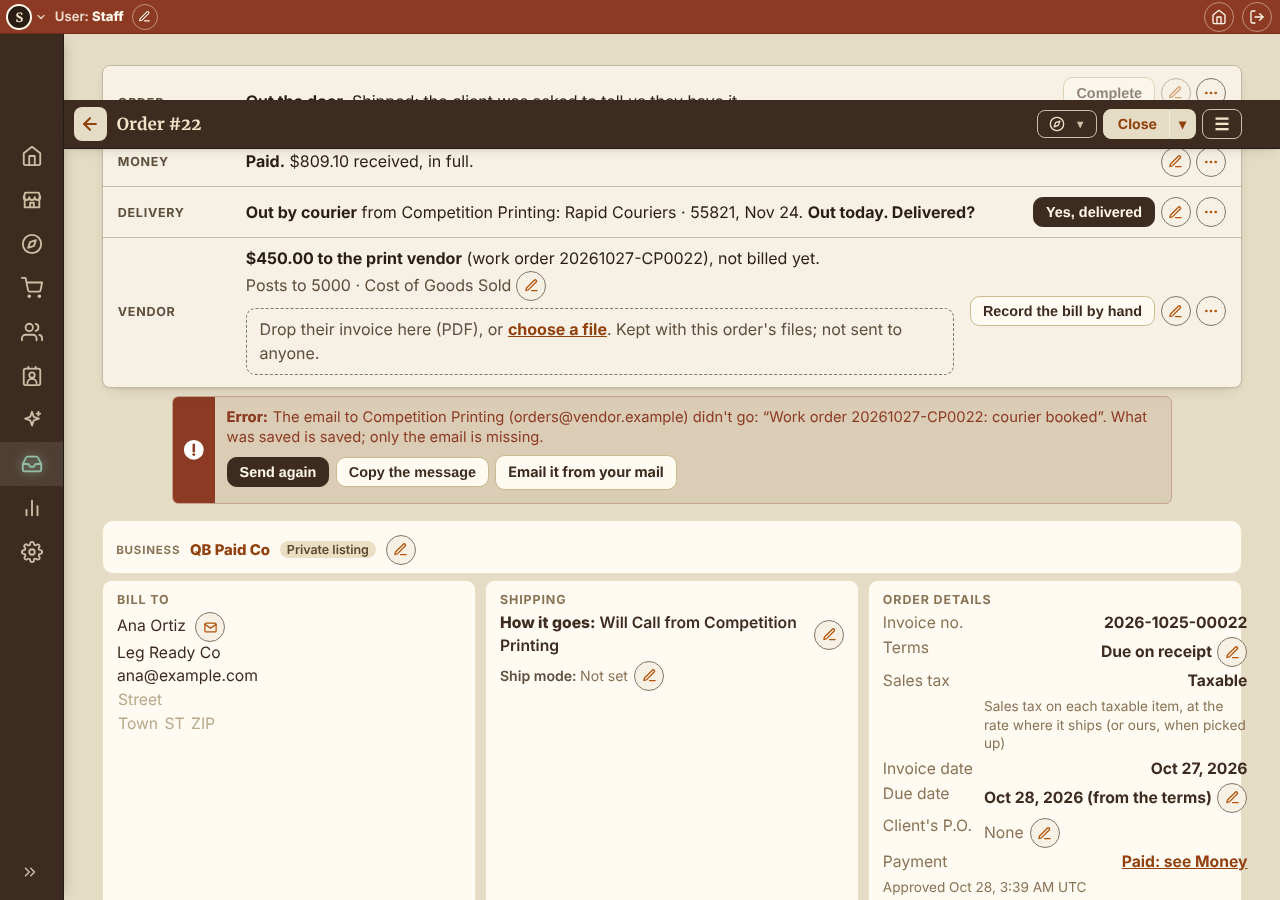 S User: Staff
Complete
Order #22
Close
MONEY Paid. $809.10 received, in full.
DELIVERY Out by courier from Competition Printing: Rapid Couriers · 55821, Nov 24. Out today. Delivered? Yes, delivered
$450.00 to the print vendor (work order 20261027-CP0022), not billed yet.
Posts to 5000 · Cost of Goods Sold
VENDOR
Record the bill by hand
Drop their invoice here (PDF), or choose a file. Kept with this order's files; not sent to
anyone.
Error: The email to Competition Printing (orders@vendor.example) didn't go: “Work order 20261027-CP0022: courier booked”. What
was saved is saved; only the email is missing.
Send again Copy the message Email it from your mail
BUSINESS QB Paid Co Private listing
BILL TO
Ana Ortiz
Leg Ready Co
ana@example.com
Street
Town ST ZIP
SHIPPING
How it goes: Will Call from Competition
Printing
Ship mode: Not set
ORDER DETAILS
Invoice no. 2026-1025-00022
Terms Due on receipt
Sales tax Taxable
Sales tax on each taxable item, at the
rate where it ships (or ours, when picked
up)
Invoice date Oct 27, 2026
Due date Oct 28, 2026 (from the terms)
Client's P.O. None
Payment Paid: see Money
Approved Oct 28, 3:39 AM UTC